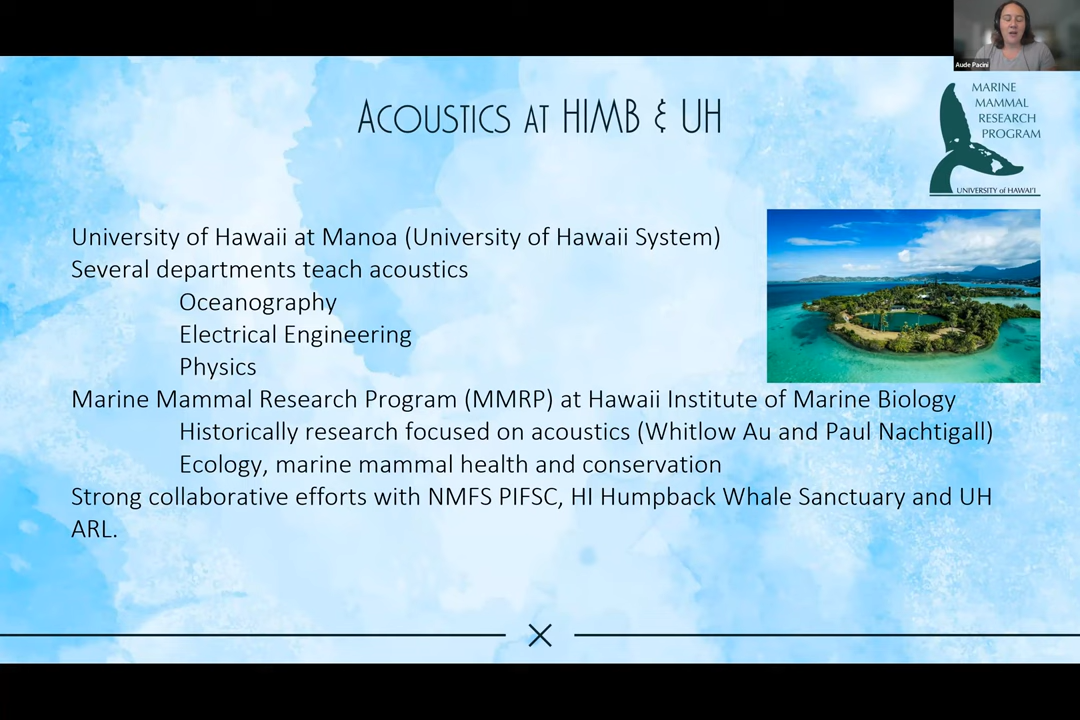 Aude Pacini
MARINE
MAMMAL
RESEARCH
PROGRAM
UNIVERSITY of HAWAI'I
ACOUSTICS AT HIMB & UH
University of Hawaii at Manoa (University of Hawaii System)
Several departments teach acoustics
Oceanography
Electrical Engineering
Physics
Marine Mammal Research Program (MMRP) at Hawaii Institute of Marine Biology
Historically research focused on acoustics (Whitlow Au and Paul Nachtigall)
Ecology, marine mammal health and conservation
Strong collaborative efforts with NMFS PIFSC, HI Humpback Whale Sanctuary and UH
ARL.